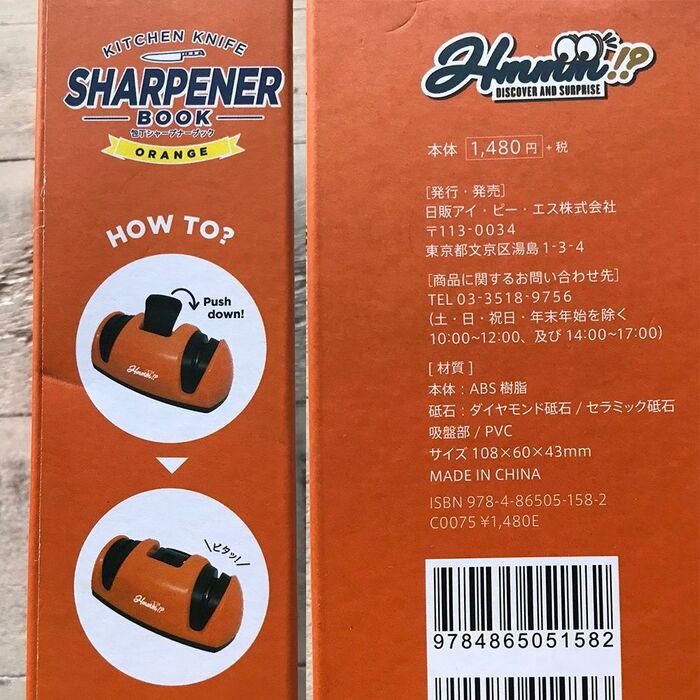 KITCHEN KNIFE
SHARPENER
BOOK
包丁シャープナーブック
ORANGE
HOW TO?
Push
down!
Hmmm!?
ピタッ!
Hmmm!?
Hmmm!?
DISCOVER AND SURPRISE
本体 1,480円 +税
[発行・発売]
日販アイ・ピー・エス株式会社
〒113-0034
東京都文京区湯島1-3-4
[商品に関するお問い合わせ先]
TEL 03-3518-9756
(土・日・祝日・年末年始を除く
10:00~12:00、及び 14:00~17:00)
[材質]
本体:ABS樹脂
砥石:ダイヤモンド砥石/セラミック砥石
吸盤部/PVC
サイズ 108×60×43mm
MADE IN CHINA
ISBN 978-4-86505-158-2
C0075 ¥1,480E
9784865051582